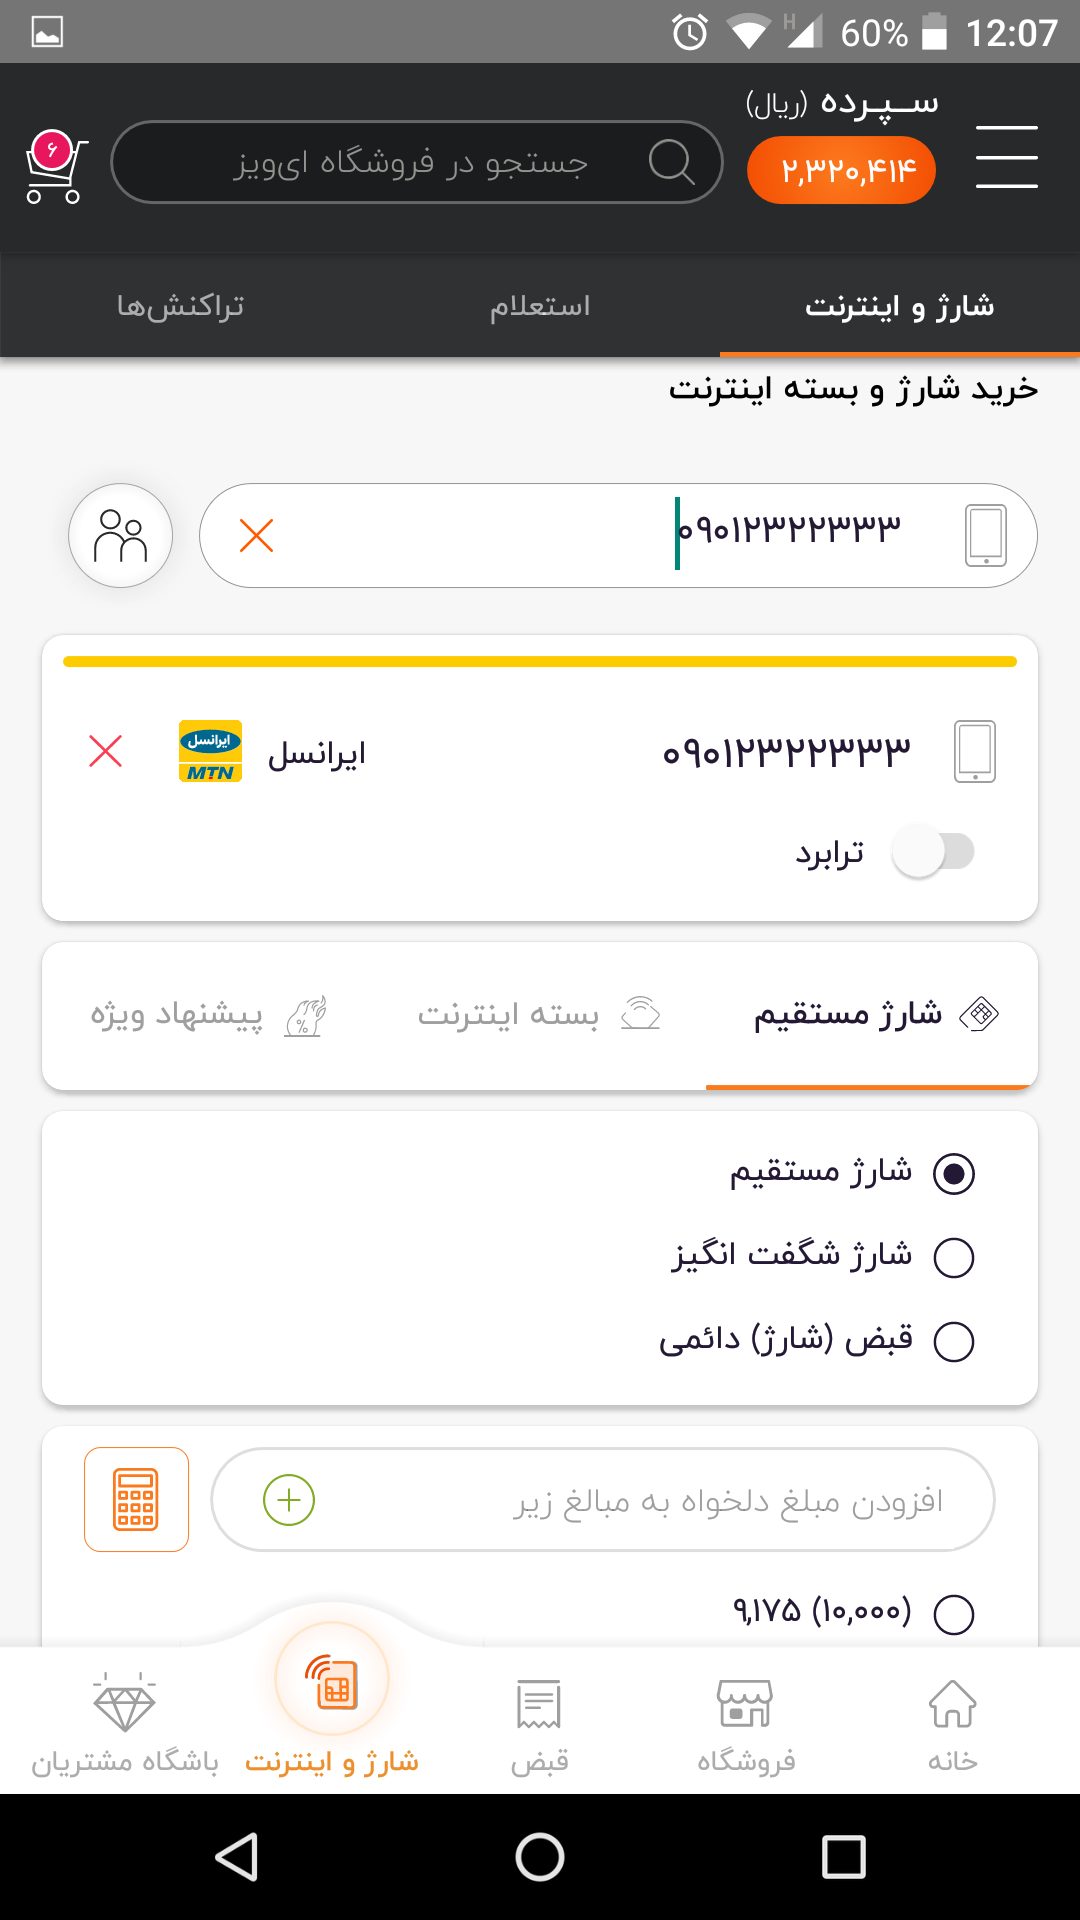 60% 12:07
سپرده (ریال)
۲,۳۲۰,۴۱۴
جستجو در فروشگاه ای‌ویز
۶
شارژ و اینترنت
استعلام
تراکنش‌ها
خرید شارژ و بسته اینترنت
۰۹۰۱۲۳۲۲۳۳۳
۰۹۰۱۲۳۲۲۳۳۳
ایرانسل
ایرانسل
MTN
ترابرد
شارژ مستقیم
بسته اینترنت
پیشنهاد ویژه
%
شارژ مستقیم
شارژ شگفت انگیز
قبض (شارژ) دائمی
افزودن مبلغ دلخواه به مبالغ زیر
(۱۰,۰۰۰) ۹,۱۷۵
خانه
فروشگاه
قبض
شارژ و اینترنت
باشگاه مشتریان